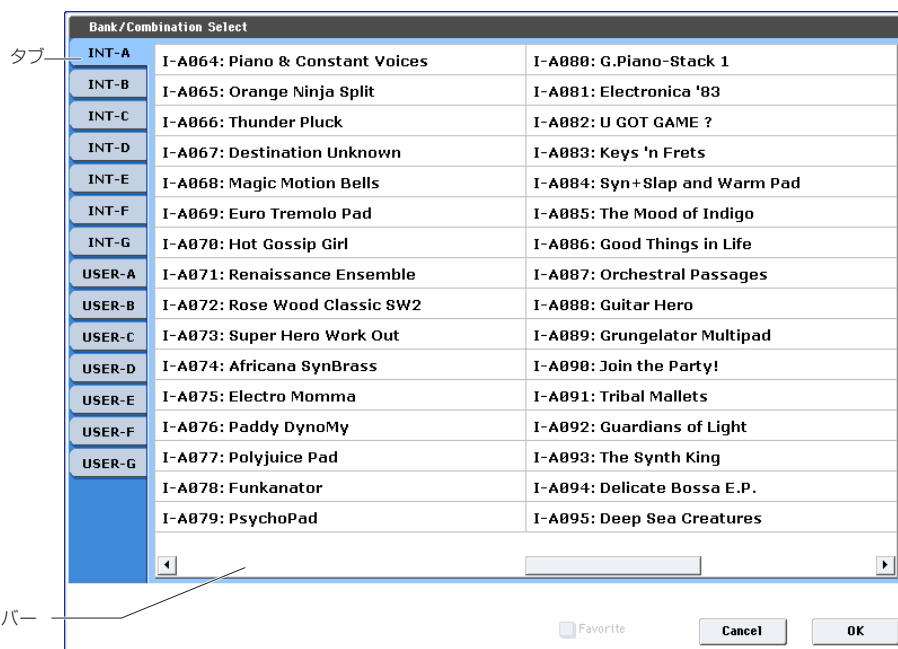 Bank/Combination Select
タブ
INT-A
INT-B
INT-C
INT-D
INT-E
INT-F
INT-G
USER-A
USER-B
USER-C
USER-D
USER-E
USER-F
USER-G
I-A064: Piano & Constant Voices
I-A065: Orange Ninja Split
I-A066: Thunder Pluck
I-A067: Destination Unknown
I-A068: Magic Motion Bells
I-A069: Euro Tremolo Pad
I-A070: Hot Gossip Girl
I-A071: Renaissance Ensemble
I-A072: Rose Wood Classic SW2
I-A073: Super Hero Work Out
I-A074: Africana SynBrass
I-A075: Electro Momma
I-A076: Paddy DynoMy
I-A077: Polyjuice Pad
I-A078: Funkanator
I-A079: PsychoPad
I-A080: G.Piano-Stack 1
I-A081: Electronica '83
I-A082: U GOT GAME ?
I-A083: Keys 'n Frets
I-A084: Syn+Slap and Warm Pad
I-A085: The Mood of Indigo
I-A086: Good Things in Life
I-A087: Orchestral Passages
I-A088: Guitar Hero
I-A089: Grungelator Multipad
I-A090: Join the Party!
I-A091: Tribal Mallets
I-A092: Guardians of Light
I-A093: The Synth King
I-A094: Delicate Bossa E.P.
I-A095: Deep Sea Creatures
バー
Favorite
Cancel
OK